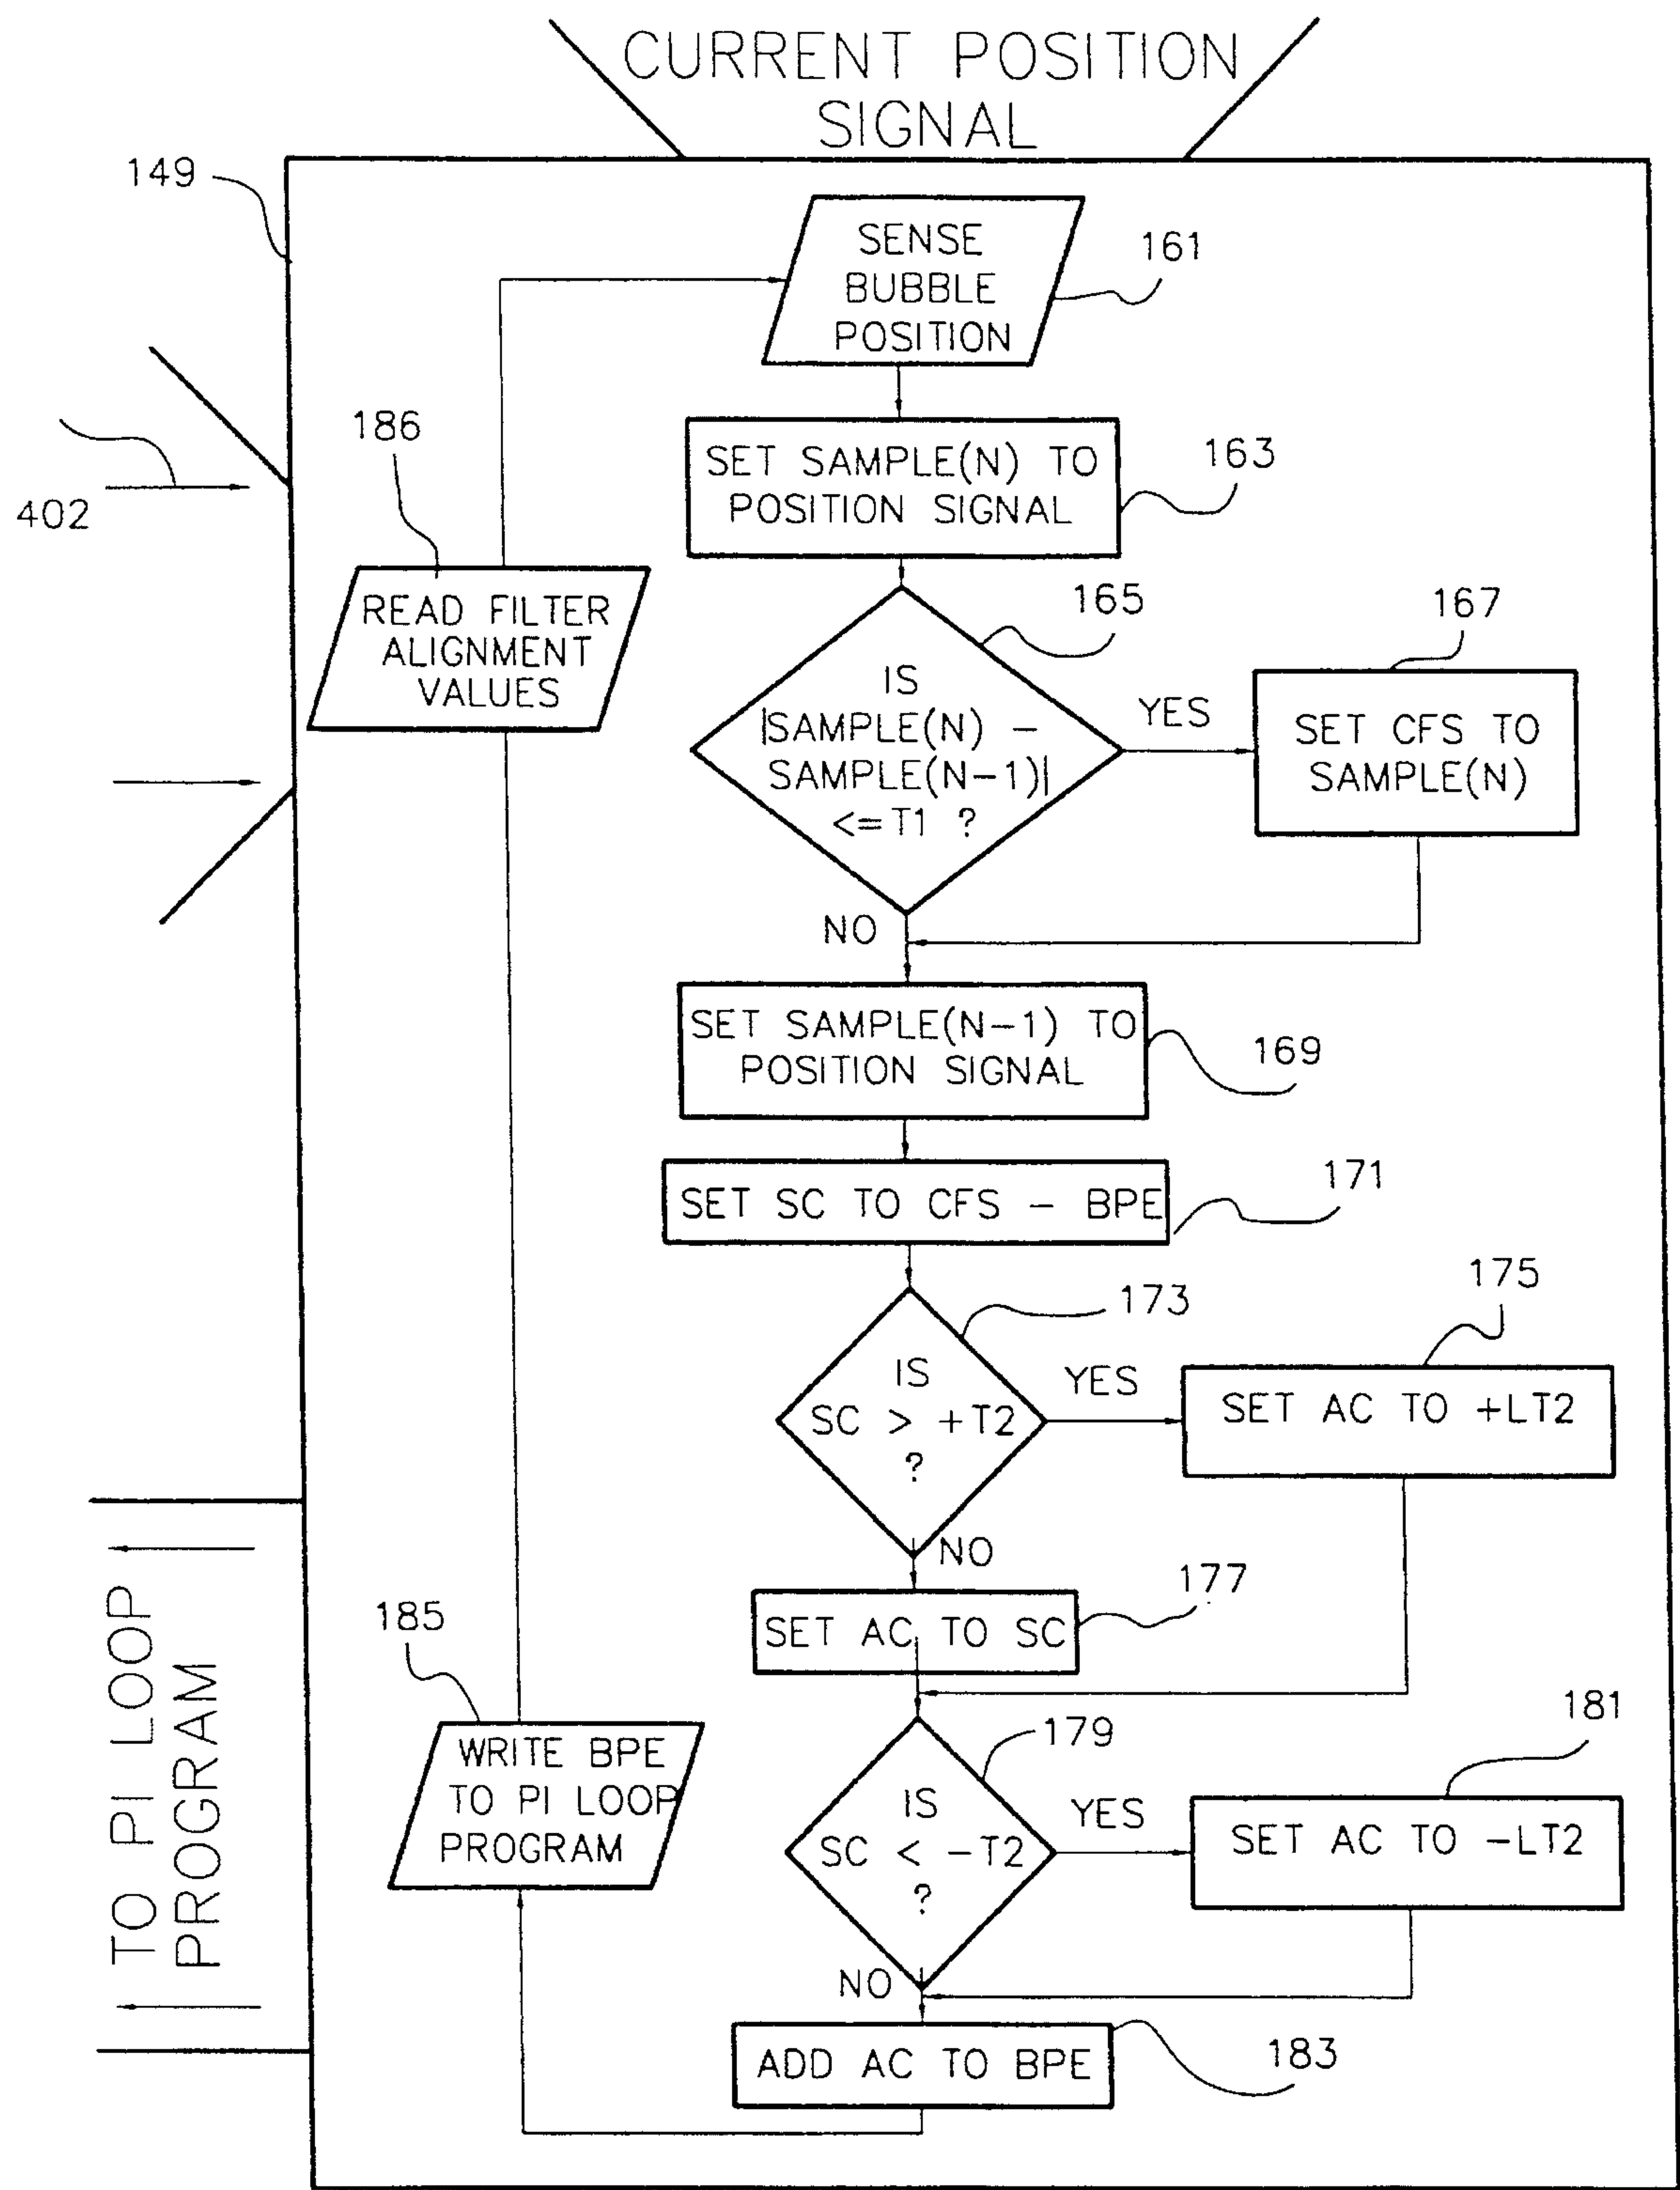 CURRENT POSITION
SIGNAL
149
SENSE
BUBBLE
POSITION
161
402
186
SET SAMPLE(N) TO
POSITION SIGNAL
163
READ FILTER
ALIGNMENT
VALUES
165
167
IS
|SAMPLE(N) –
SAMPLE(N–1)|
<=T1 ?
YES
SET CFS TO
SAMPLE(N)
NO
SET SAMPLE(N–1) TO
POSITION SIGNAL
169
SET SC TO CFS – BPE
171
173
175
IS
SC > +T2
?
YES
SET AC TO +LT2
NO
SET AC TO SC
177
185
179
181
WRITE BPE
TO PI LOOP
PROGRAM
IS
SC < –T2
?
YES
SET AC TO –LT2
NO
ADD AC TO BPE
183
TO PI LOOP
PROGRAM